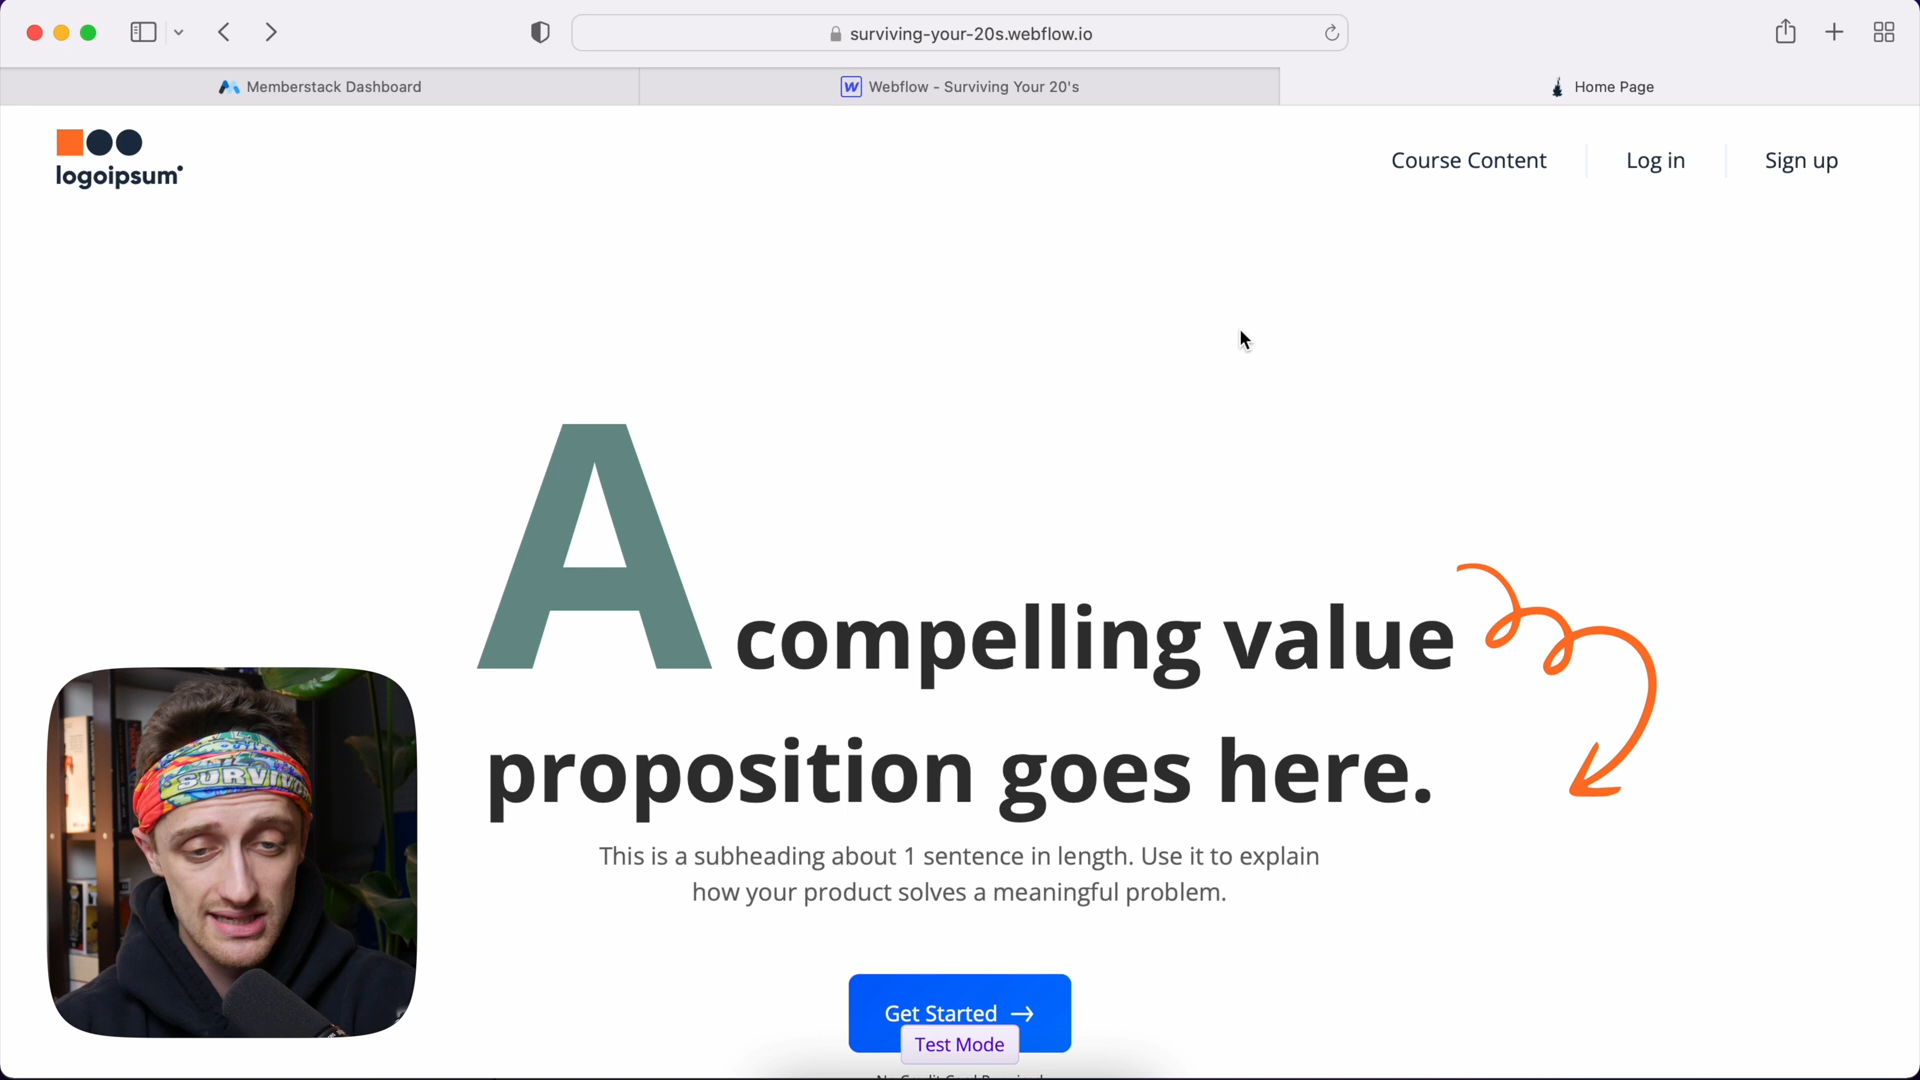 surviving-your-20s.webflow.io
Memberstack Dashboard
W Webflow - Surviving Your 20's
Home Page
logoipsum
Course Content
Log in
Sign up
A compelling value
proposition goes here.
This is a subheading about 1 sentence in length. Use it to explain
how your product solves a meaningful problem.
Get Started →
Test Mode